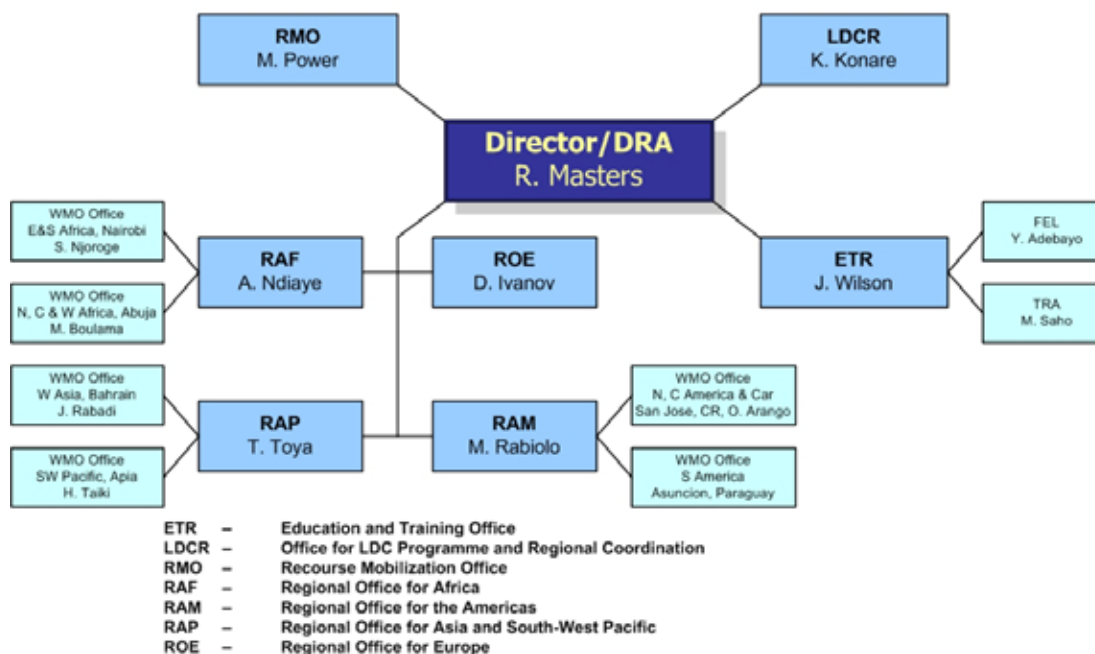 RMO
M. Power
LDCR
K. Konare
Director/DRA
R. Masters
WMO Office
E&S Africa, Nairobi
S. Njoroge
RAF
A. Ndiaye
ROE
D. Ivanov
ETR
J. Wilson
FEL
Y. Adebayo
WMO Office
N, C & W Africa, Abuja
M. Boulama
TRA
M. Saho
WMO Office
W Asia, Bahrain
J. Rabadi
RAP
T. Toya
RAM
M. Rabiolo
WMO Office
N, C America & Car
San Jose, CR, O. Arango
WMO Office
SW Pacific, Apia
H. Taiki
WMO Office
S America
Asuncion, Paraguay
ETR – Education and Training Office
LDCR – Office for LDC Programme and Regional Coordination
RMO – Recourse Mobilization Office
RAF – Regional Office for Africa
RAM – Regional Office for the Americas
RAP – Regional Office for Asia and South-West Pacific
ROE – Regional Office for Europe